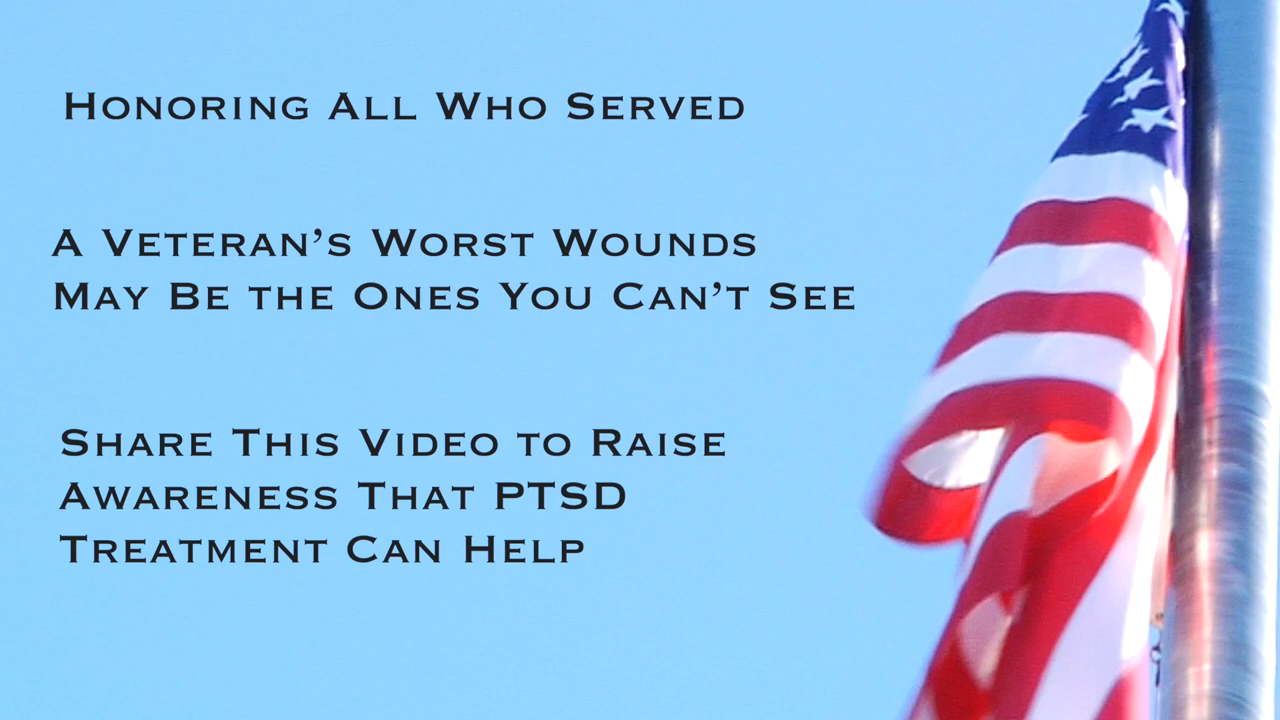 Honoring All Who Served
A Veteran’s Worst Wounds
May Be the Ones You Can’t See
Share This Video to Raise
Awareness That PTSD
Treatment Can Help